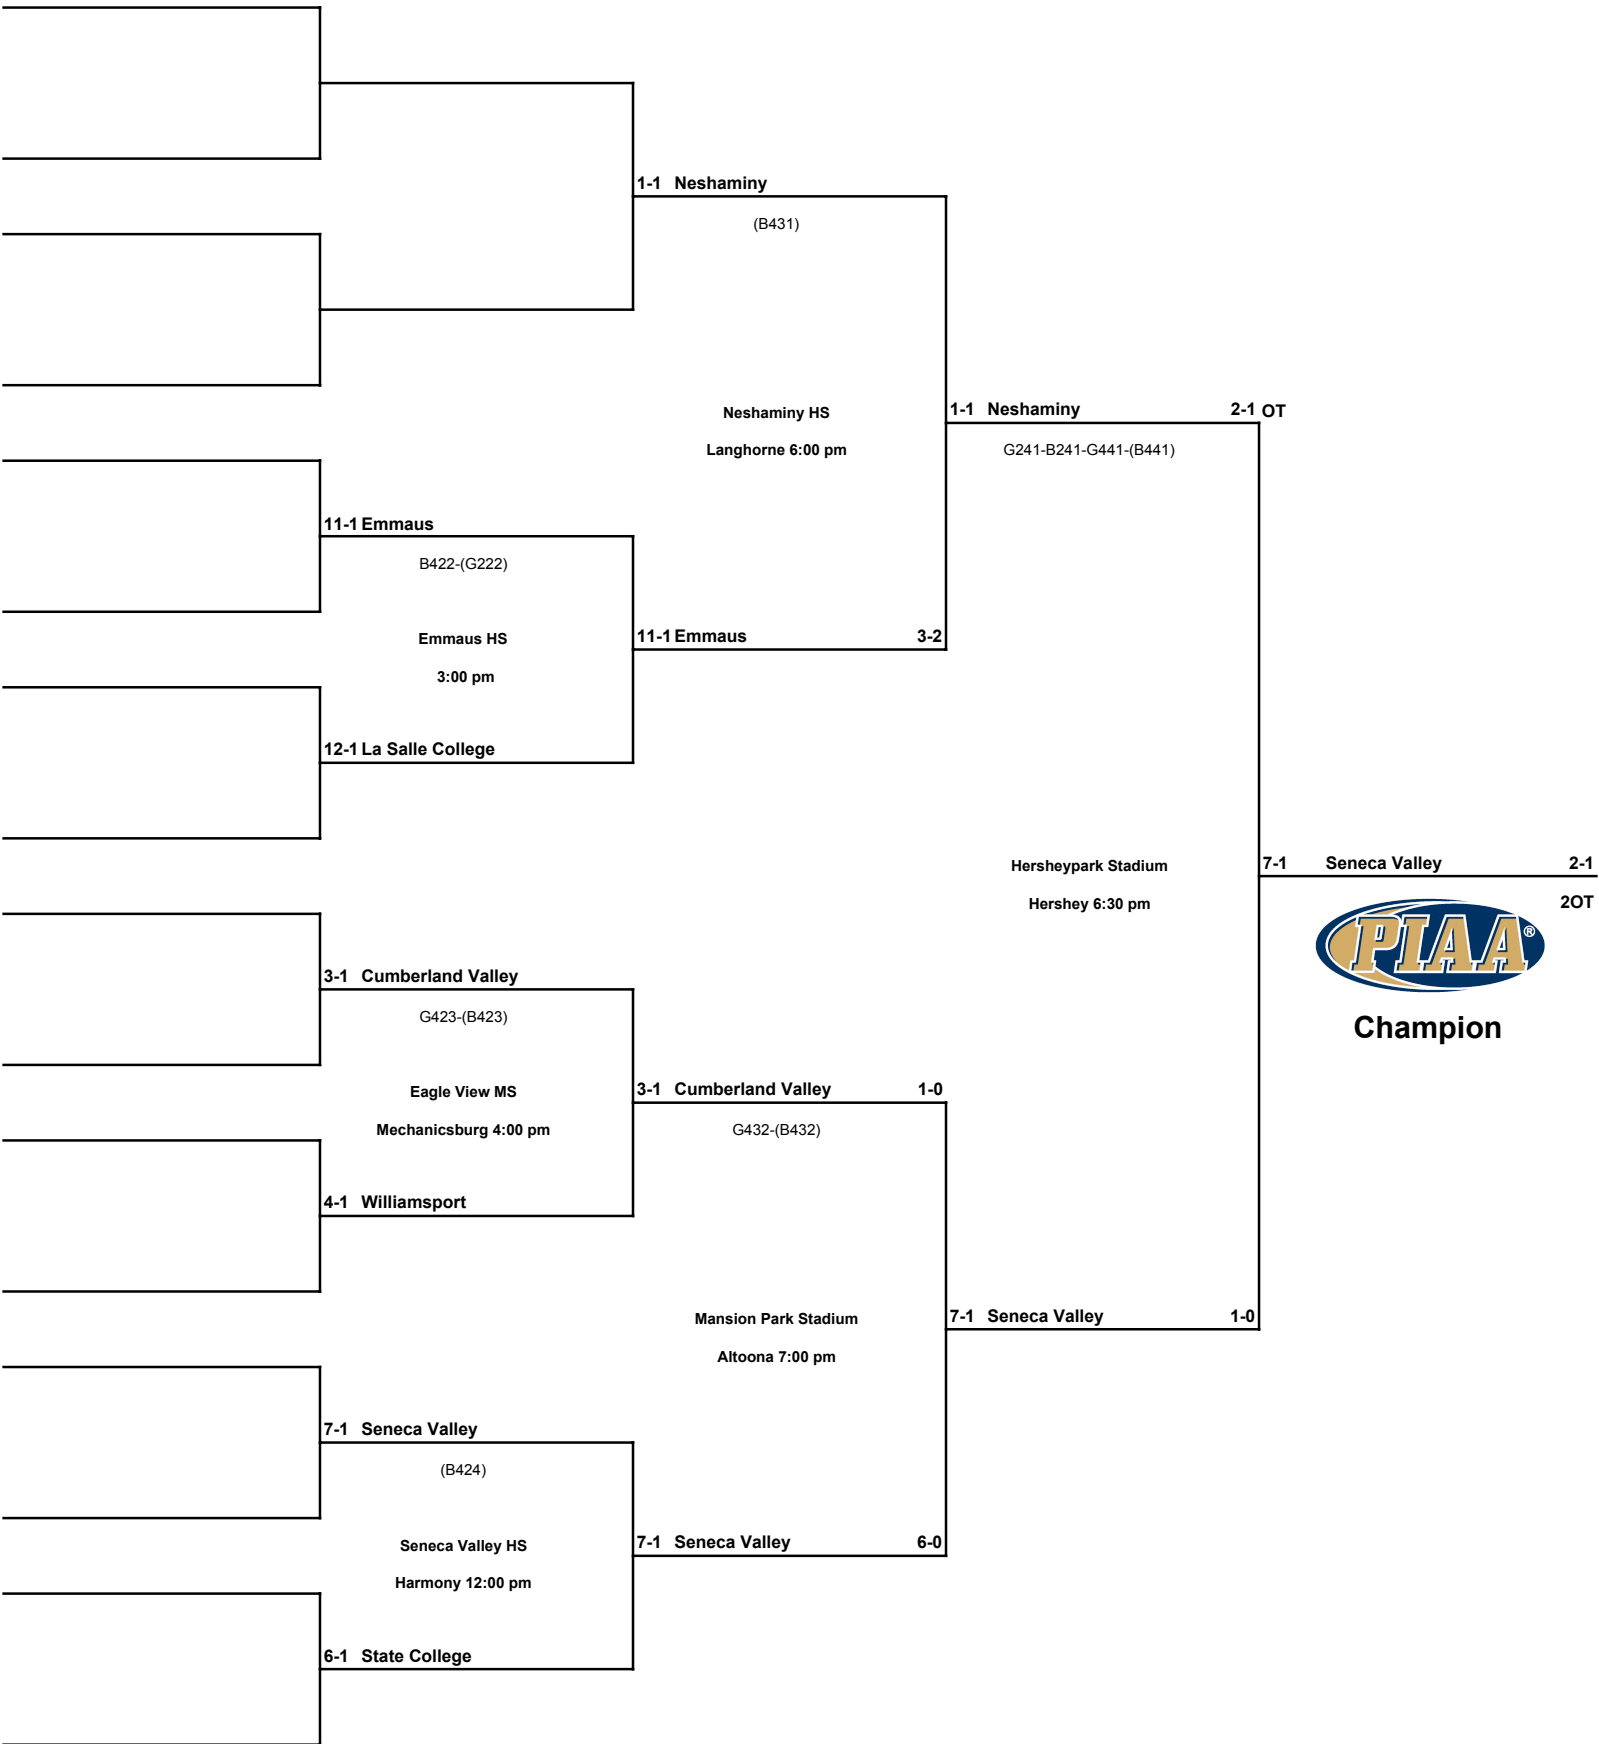 1-1 Neshaminy
(B431)
Neshaminy HS
Langhorne 6:00 pm
1-1 Neshaminy 2-1 OT
G241-B241-G441-(B441)
11-1 Emmaus
B422-(G222)
Emmaus HS
3:00 pm
11-1 Emmaus 3-2
12-1 La Salle College
Hersheypark Stadium
Hershey 6:30 pm
7-1 Seneca Valley 2-1
2OT
PIAA®
Champion
3-1 Cumberland Valley
G423-(B423)
Eagle View MS
Mechanicsburg 4:00 pm
3-1 Cumberland Valley 1-0
G432-(B432)
4-1 Williamsport
Mansion Park Stadium
Altoona 7:00 pm
7-1 Seneca Valley 1-0
7-1 Seneca Valley
(B424)
Seneca Valley HS
Harmony 12:00 pm
7-1 Seneca Valley 6-0
6-1 State College